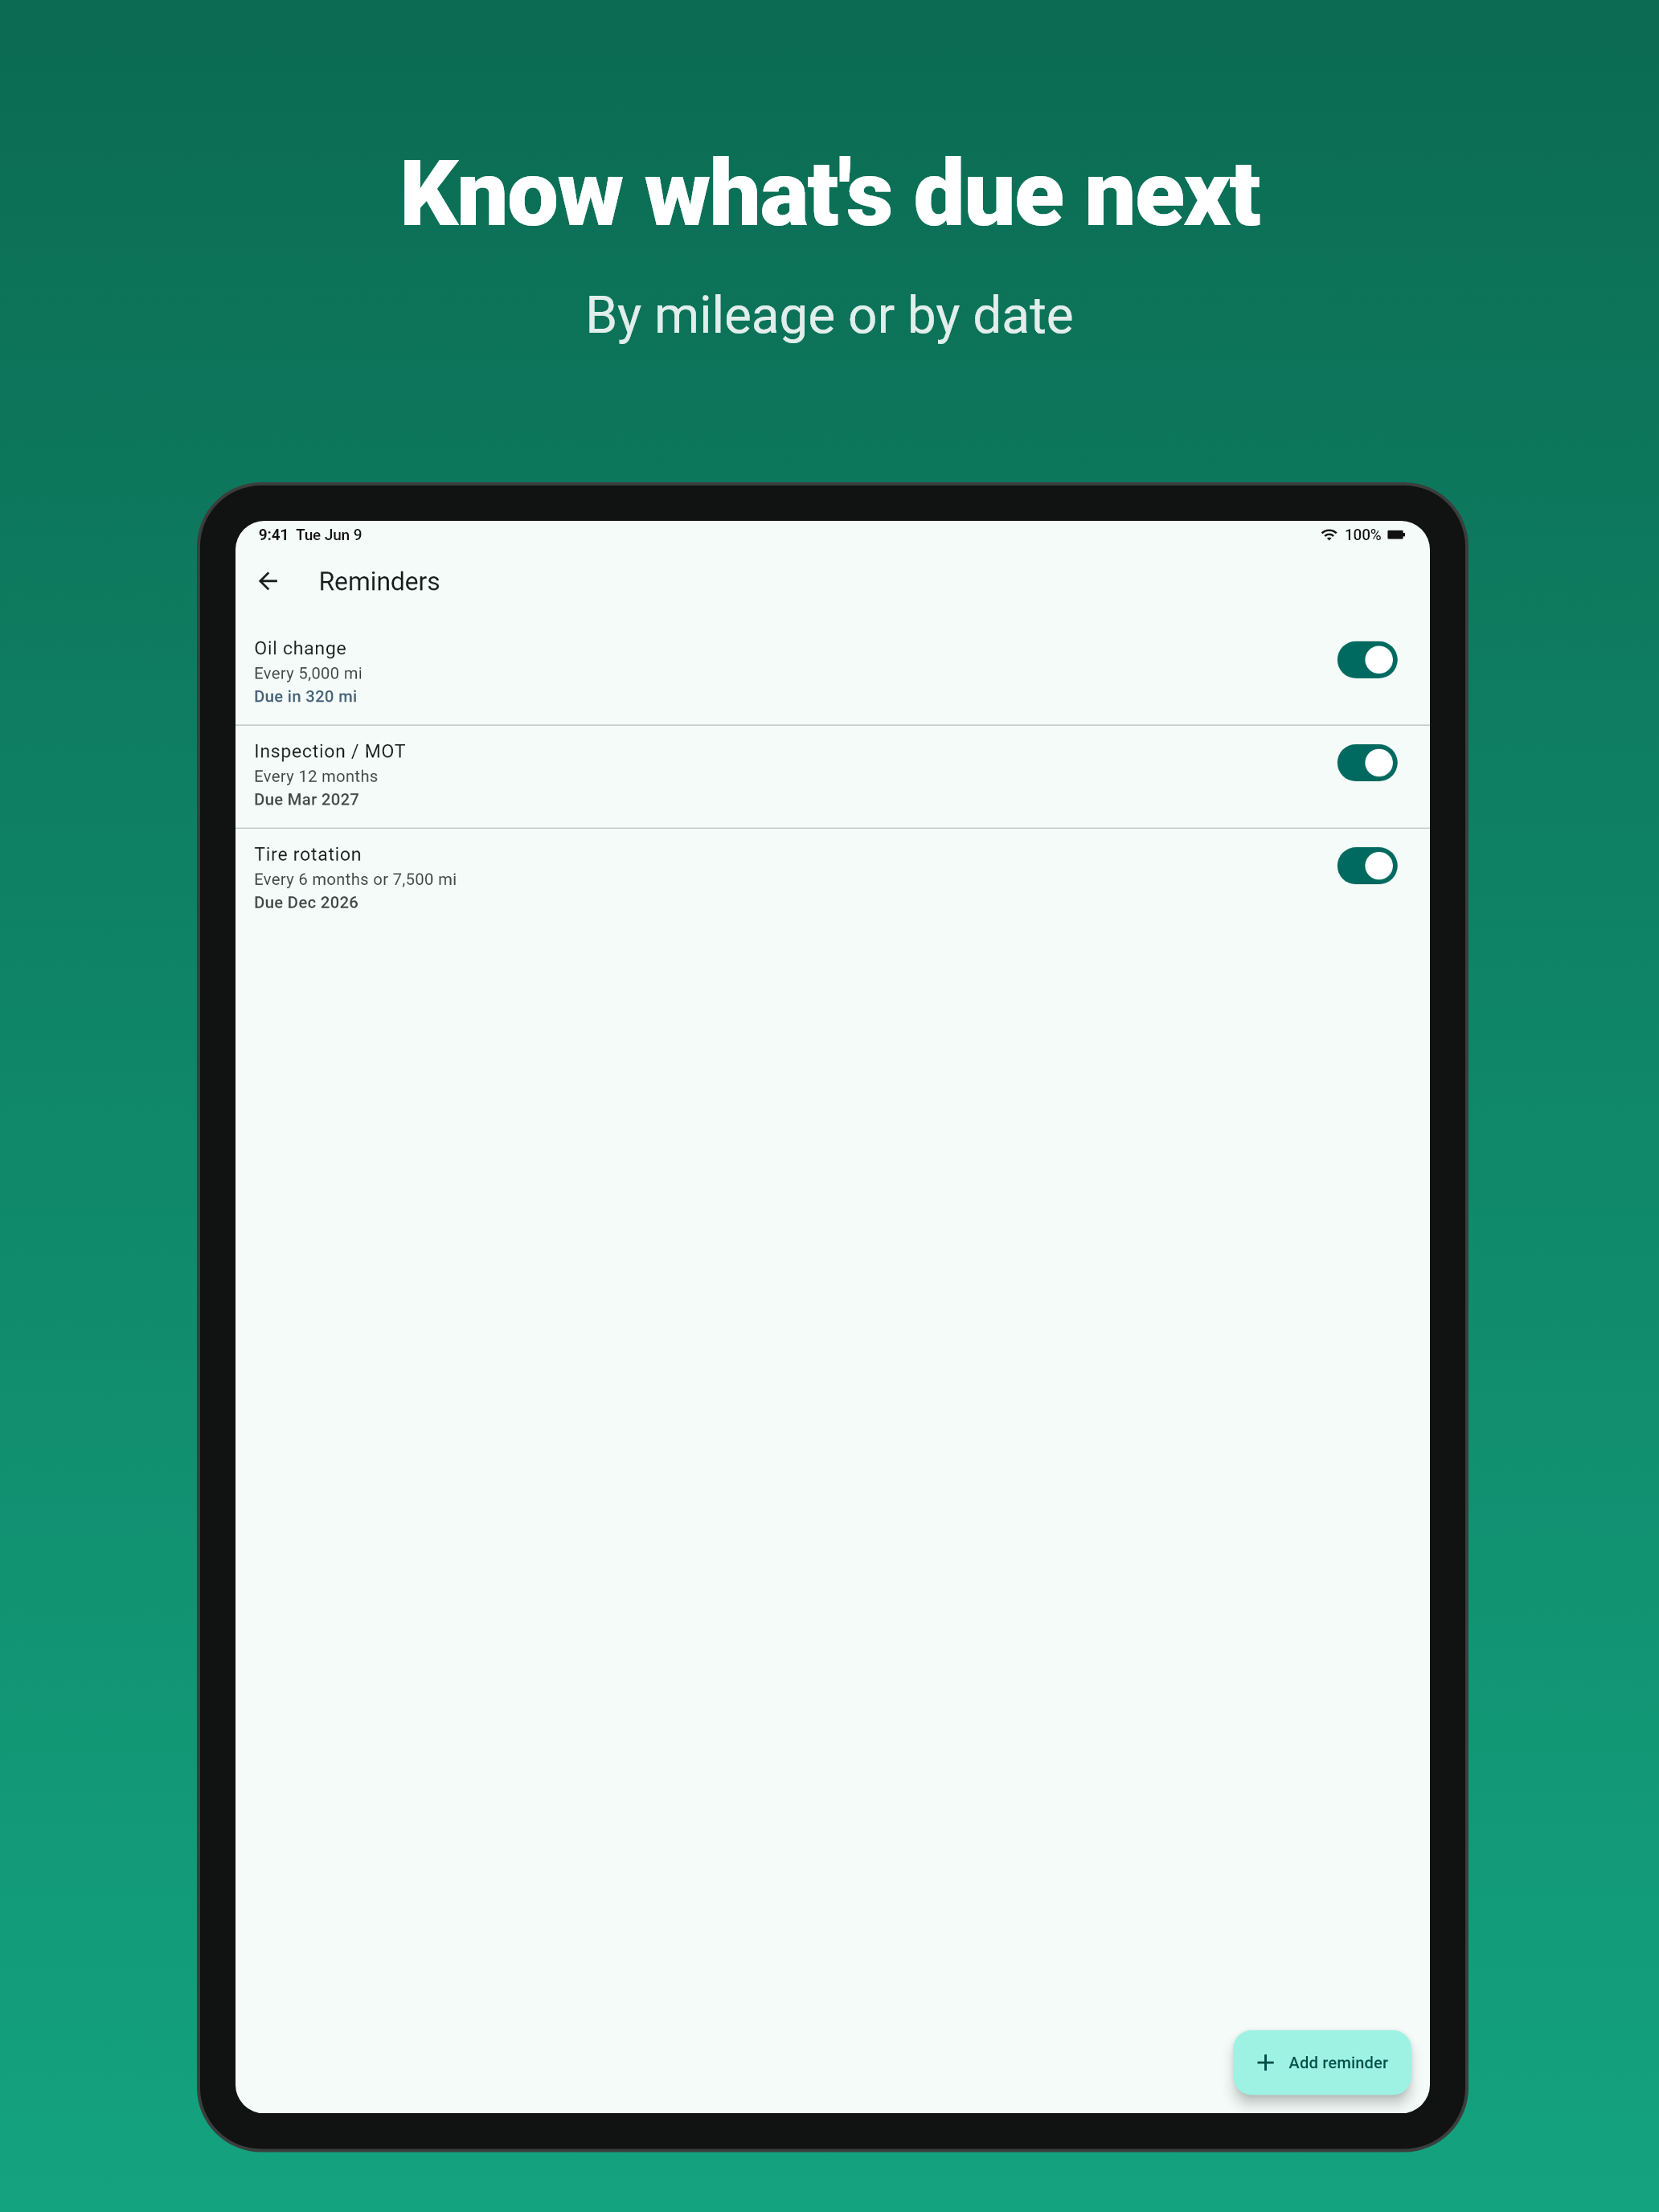 Know what's due next
By mileage or by date
9:41 Tue Jun 9
100%
Reminders
Oil change
Every 5,000 mi
Due in 320 mi
Inspection / MOT
Every 12 months
Due Mar 2027
Tire rotation
Every 6 months or 7,500 mi
Due Dec 2026
Add reminder